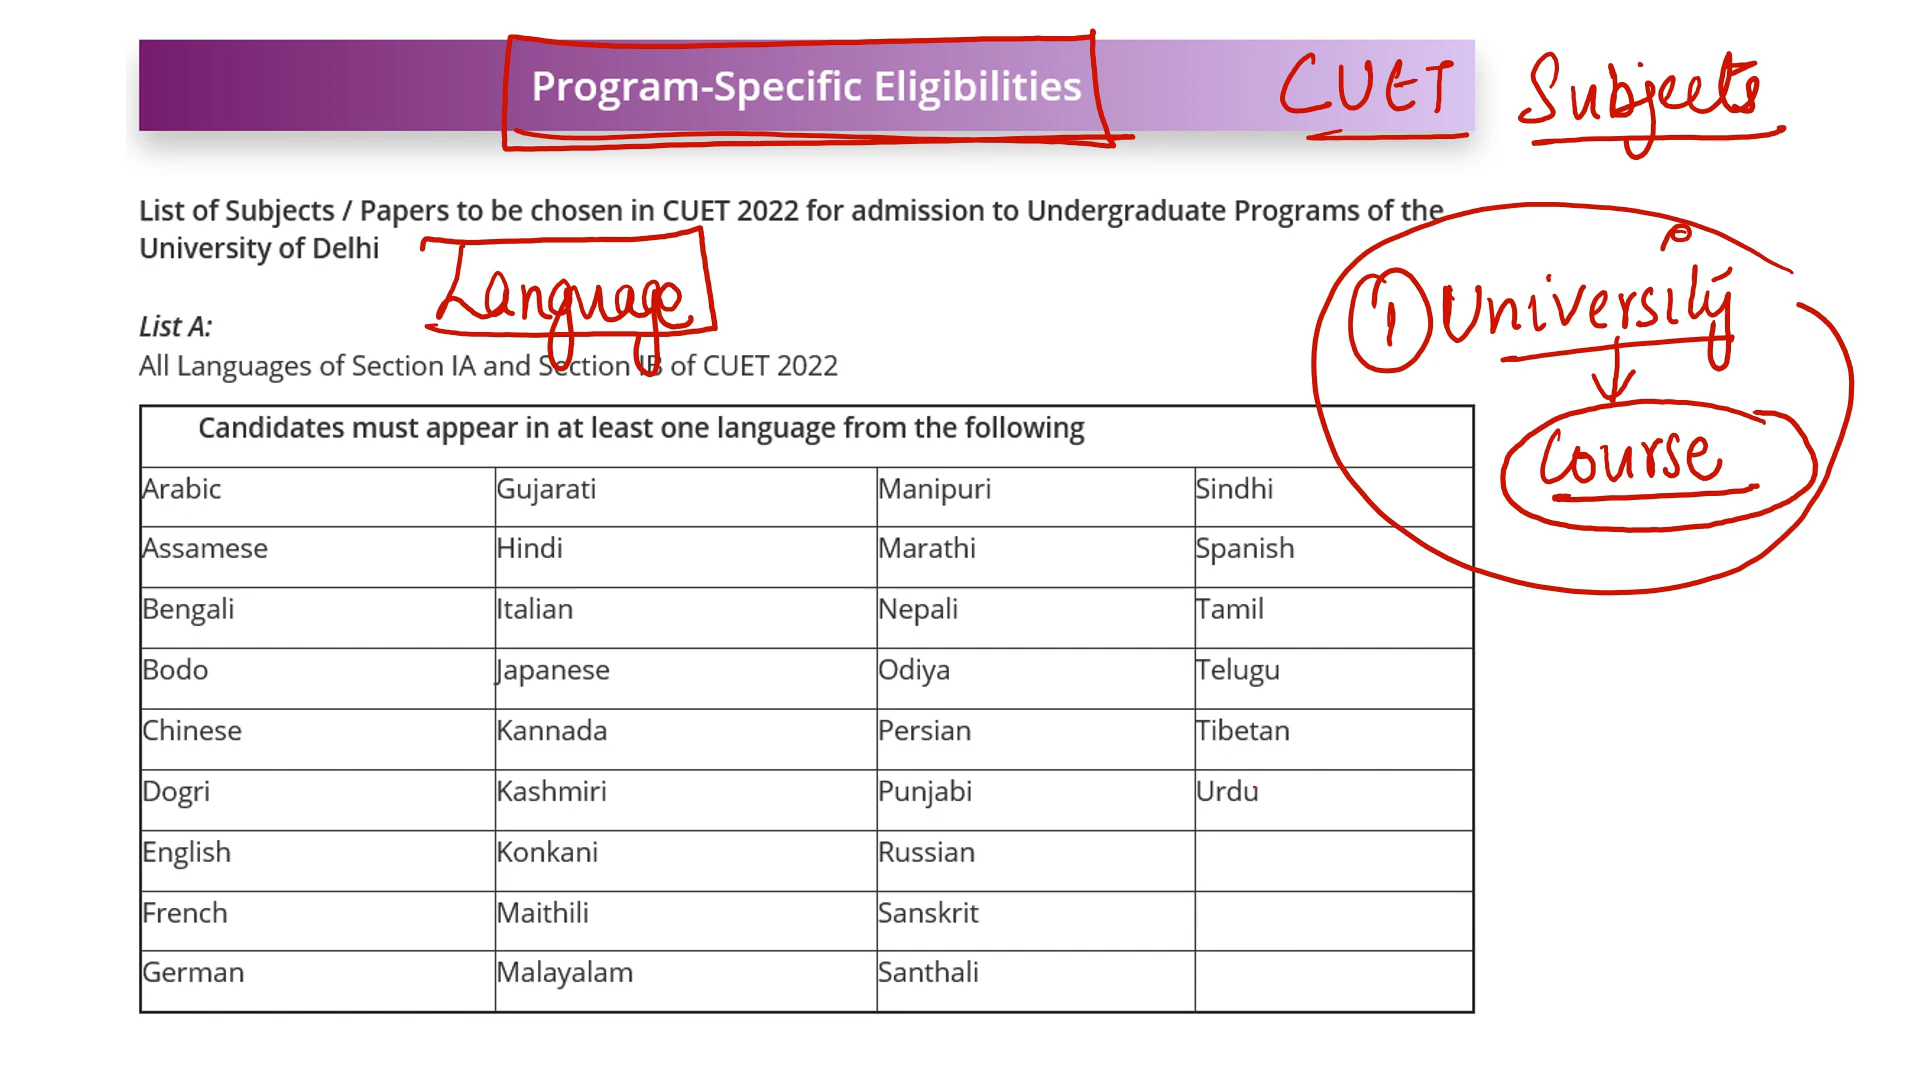 Program-Specific Eligibilities
CUET Subjects
List of Subjects / Papers to be chosen in CUET 2022 for admission to Undergraduate Programs of the
University of Delhi
Language
① University
Course
List A:
All Languages of Section IA and Section IB of CUET 2022
Candidates must appear in at least one language from the following
Arabic Gujarati Manipuri Sindhi
Assamese Hindi Marathi Spanish
Bengali Italian Nepali Tamil
Bodo Japanese Odiya Telugu
Chinese Kannada Persian Tibetan
Dogri Kashmiri Punjabi Urdu
English Konkani Russian
French Maithili Sanskrit
German Malayalam Santhali